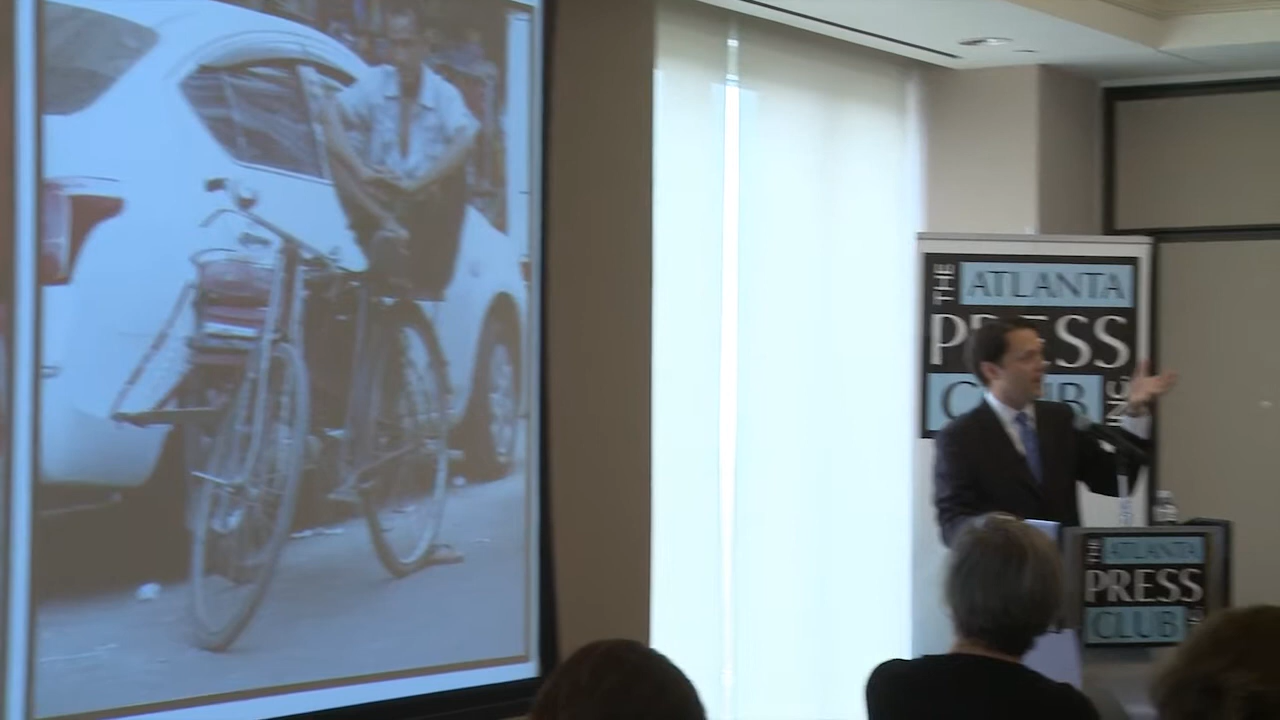 THE
ATLANTA
PRESS
CLUB
INC
THE
ATLANTA
PRESS
CLUB